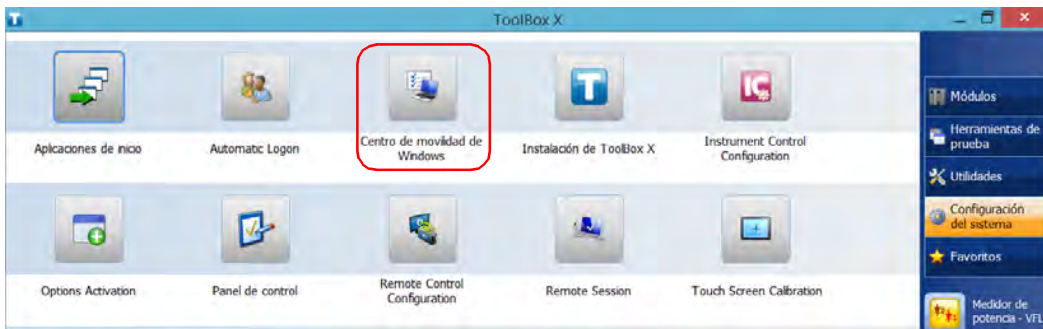 ToolBox X
Aplicaciones de inicio
Automatic Logon
Centro de movilidad de
Windows
Instalación de ToolBox X
Instrument Control
Configuration
Options Activation
Panel de control
Remote Control
Configuration
Remote Session
Touch Screen Calibration
Módulos
Herramientas de
prueba
Utilidades
Configuración
del sistema
Favoritos
Medidor de
potencia - VFL